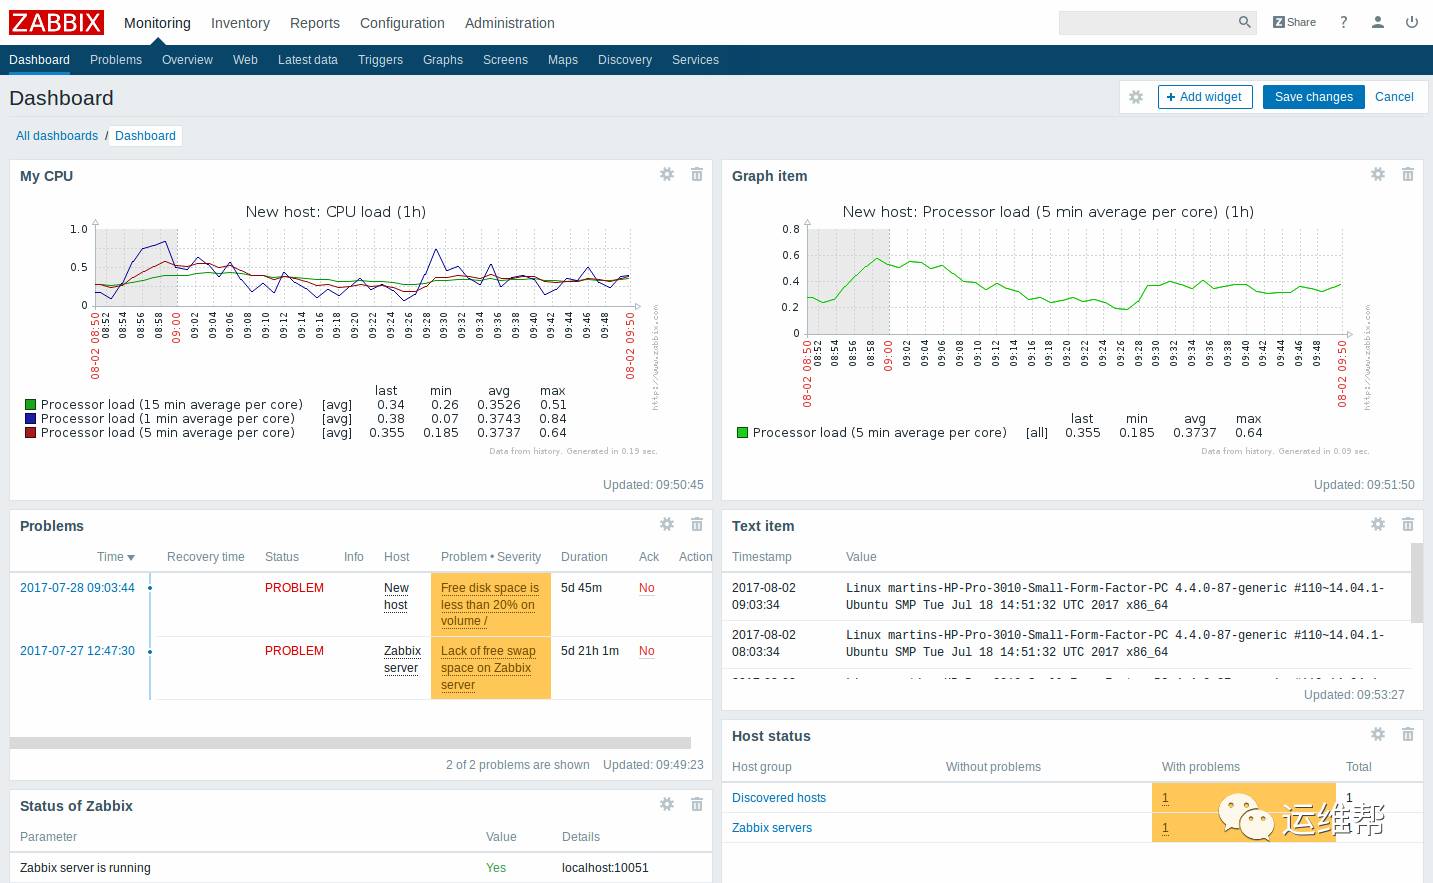 ZABBIX
Monitoring Inventory Reports Configuration Administration
Share ?
Dashboard Problems Overview Web Latest data Triggers Graphs Screens Maps Discovery Services
Dashboard
+ Add widget Save changes Cancel
All dashboards / Dashboard
My CPU
New host: CPU load (1h)
1.0
0.5
0
08-02 08:50 08:52 08:54 08:56 08:58 09:00 09:02 09:04 09:06 09:08 09:10 09:12 09:14 09:16 09:18 09:20 09:22 09:24 09:26 09:28 09:30 09:32 09:34 09:36 09:38 09:40 09:42 09:44 09:46 09:48 08-02 09:50
http://www.zabbix.com
last min avg max
Processor load (15 min average per core) [avg] 0.34 0.26 0.3526 0.51
Processor load (1 min average per core) [avg] 0.38 0.07 0.3743 0.84
Processor load (5 min average per core) [avg] 0.355 0.185 0.3737 0.64
Data from history. Generated in 0.19 sec.
Updated: 09:50:45
Graph item
New host: Processor load (5 min average per core) (1h)
0.8
0.6
0.4
0.2
0
08-02 08:50 08:52 08:54 08:56 08:58 09:00 09:02 09:04 09:06 09:08 09:10 09:12 09:14 09:16 09:18 09:20 09:22 09:24 09:26 09:28 09:30 09:32 09:34 09:36 09:38 09:40 09:42 09:44 09:46 09:48 08-02 09:50
http://www.zabbix.com
last min avg max
Processor load (5 min average per core) [all] 0.355 0.185 0.3737 0.64
Data from history. Generated in 0.09 sec.
Updated: 09:51:50
Problems
Time Recovery time Status Info Host Problem • Severity Duration Ack Action
2017-07-28 09:03:44 PROBLEM New host Free disk space is less than 20% on volume / 5d 45m No
2017-07-27 12:47:30 PROBLEM Zabbix server Lack of free swap space on Zabbix server 5d 21h 1m No
2 of 2 problems are shown Updated: 09:49:23
Text item
Timestamp Value
2017-08-02 09:03:34 Linux martins-HP-Pro-3010-Small-Form-Factor-PC 4.4.0-87-generic #110~14.04.1-
Ubuntu SMP Tue Jul 18 14:51:32 UTC 2017 x86_64
2017-08-02 08:03:34 Linux martins-HP-Pro-3010-Small-Form-Factor-PC 4.4.0-87-generic #110~14.04.1-
Ubuntu SMP Tue Jul 18 14:51:32 UTC 2017 x86_64
Updated: 09:53:27
Host status
Host group Without problems With problems Total
Discovered hosts 1 1
Zabbix servers 1
运维帮
Status of Zabbix
Parameter Value Details
Zabbix server is running Yes localhost:10051